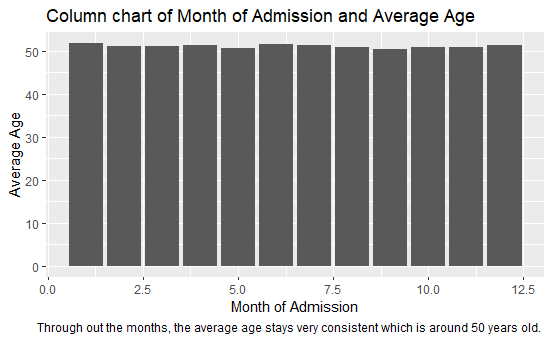 Column chart of Month of Admission and Average Age
50
40
30
20
10
0
Average Age
0.0 2.5 5.0 7.5 10.0 12.5
Month of Admission
Through out the months, the average age stays very consistent which is around 50 years old.